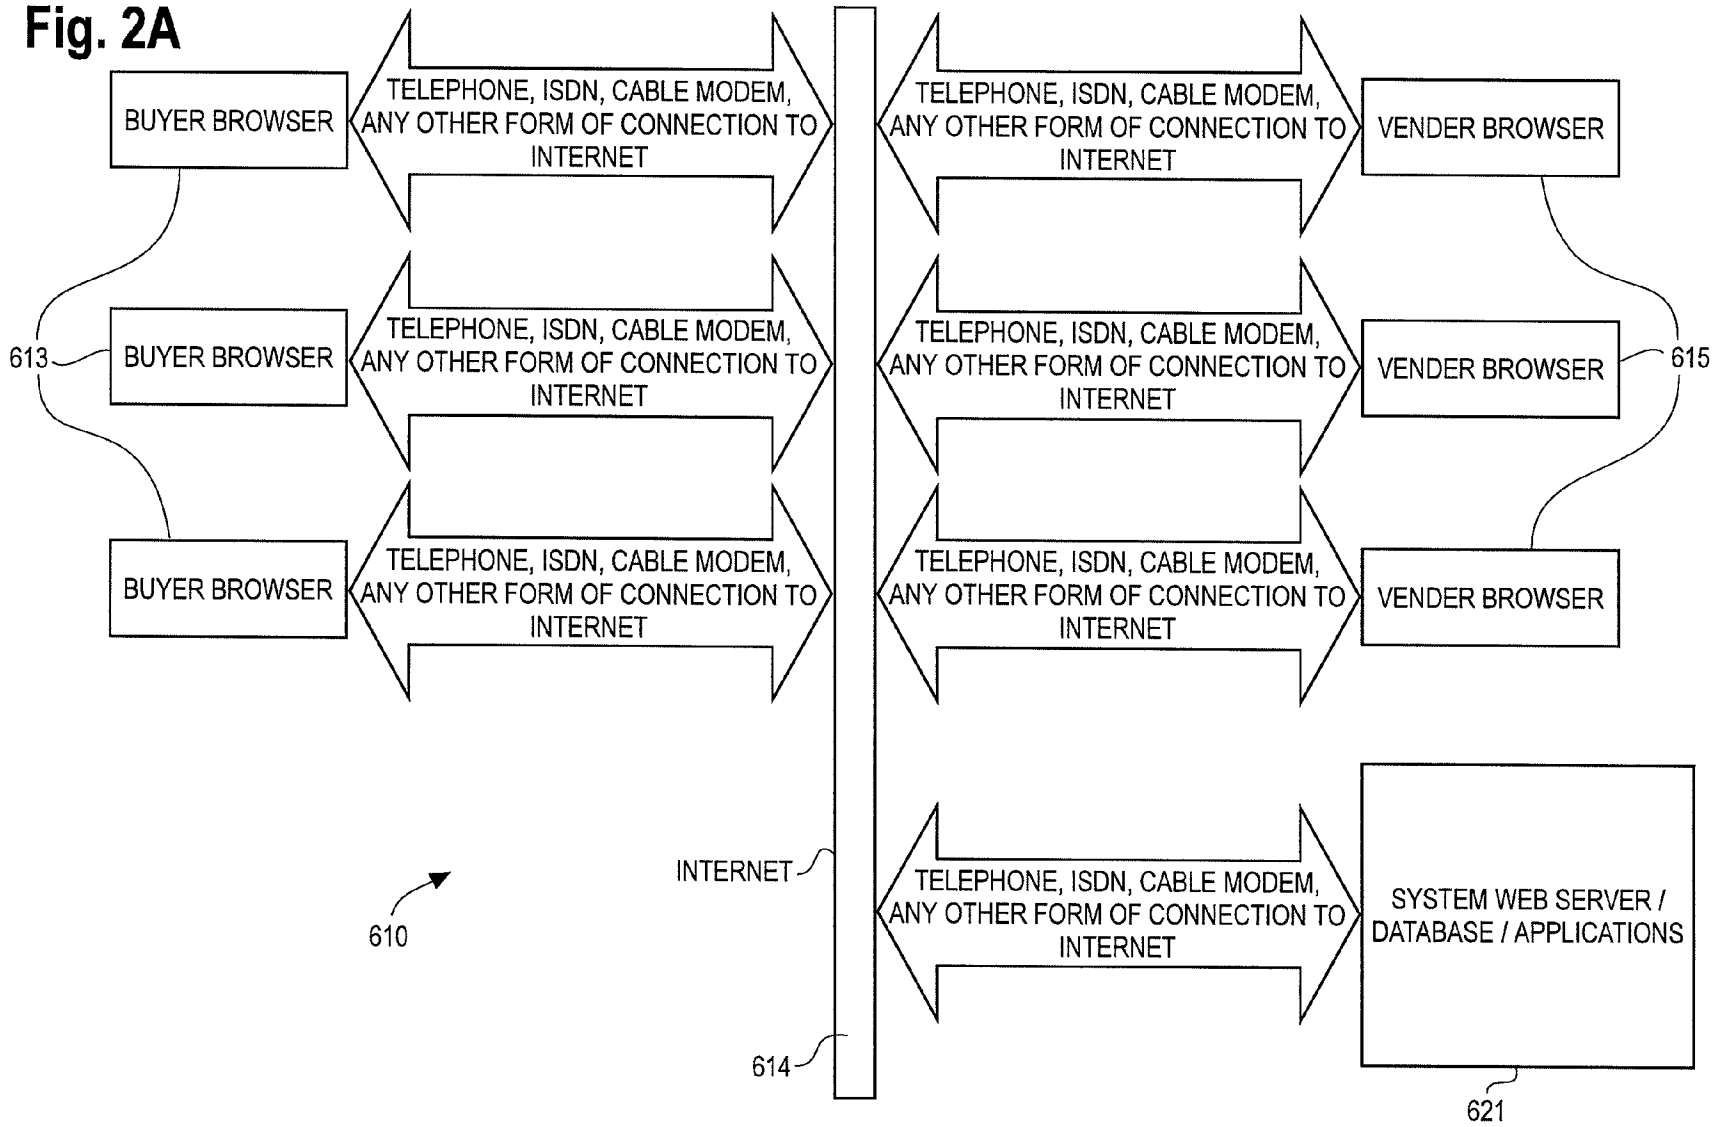 Fig. 2A
BUYER BROWSER
TELEPHONE, ISDN, CABLE MODEM,
ANY OTHER FORM OF CONNECTION TO
INTERNET
TELEPHONE, ISDN, CABLE MODEM,
ANY OTHER FORM OF CONNECTION TO
INTERNET
VENDER BROWSER
613
BUYER BROWSER
TELEPHONE, ISDN, CABLE MODEM,
ANY OTHER FORM OF CONNECTION TO
INTERNET
TELEPHONE, ISDN, CABLE MODEM,
ANY OTHER FORM OF CONNECTION TO
INTERNET
VENDER BROWSER
615
BUYER BROWSER
TELEPHONE, ISDN, CABLE MODEM,
ANY OTHER FORM OF CONNECTION TO
INTERNET
TELEPHONE, ISDN, CABLE MODEM,
ANY OTHER FORM OF CONNECTION TO
INTERNET
VENDER BROWSER
610
INTERNET
TELEPHONE, ISDN, CABLE MODEM,
ANY OTHER FORM OF CONNECTION TO
INTERNET
SYSTEM WEB SERVER /
DATABASE / APPLICATIONS
614
621